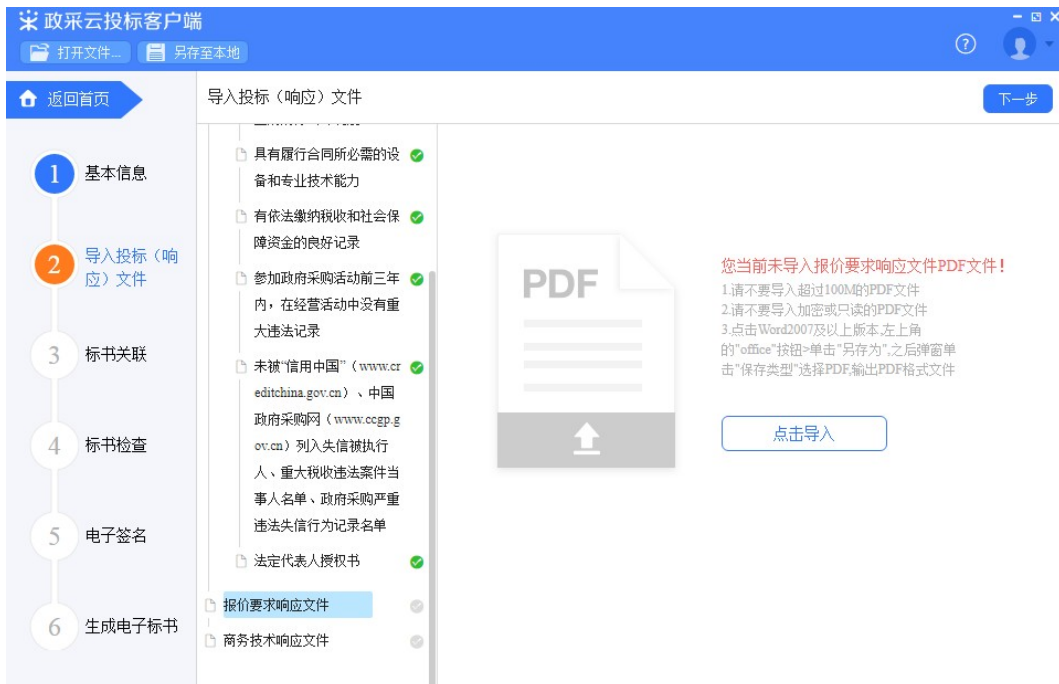 政采云投标客户端
打开文件...
另存至本地
返回首页
导入投标（响应）文件
下一步
1
基本信息
2
导入投标（响
应）文件
3
标书关联
4
标书检查
5
电子签名
6
生成电子标书
具有履行合同所必需的设
备和专业技术能力
有依法缴纳税收和社会保
障资金的良好记录
参加政府采购活动前三年
内，在经营活动中没有重
大违法记录
未被“信用中国”（www.cr
editchina.gov.cn）、中国
政府采购网（www.ccgp.g
ov.cn）列入失信被执行
人、重大税收违法案件当
事人名单、政府采购严重
违法失信行为记录名单
法定代表人授权书
报价要求响应文件
商务技术响应文件
PDF
您当前未导入报价要求响应文件PDF文件！
1.请不要导入超过100M的PDF文件
2.请不要导入加密或只读的PDF文件
3.点击Word2007及以上版本,左上角
的"office"按钮>单击"另存为",之后弹窗单
击"保存类型"选择PDF,输出PDF格式文件
点击导入